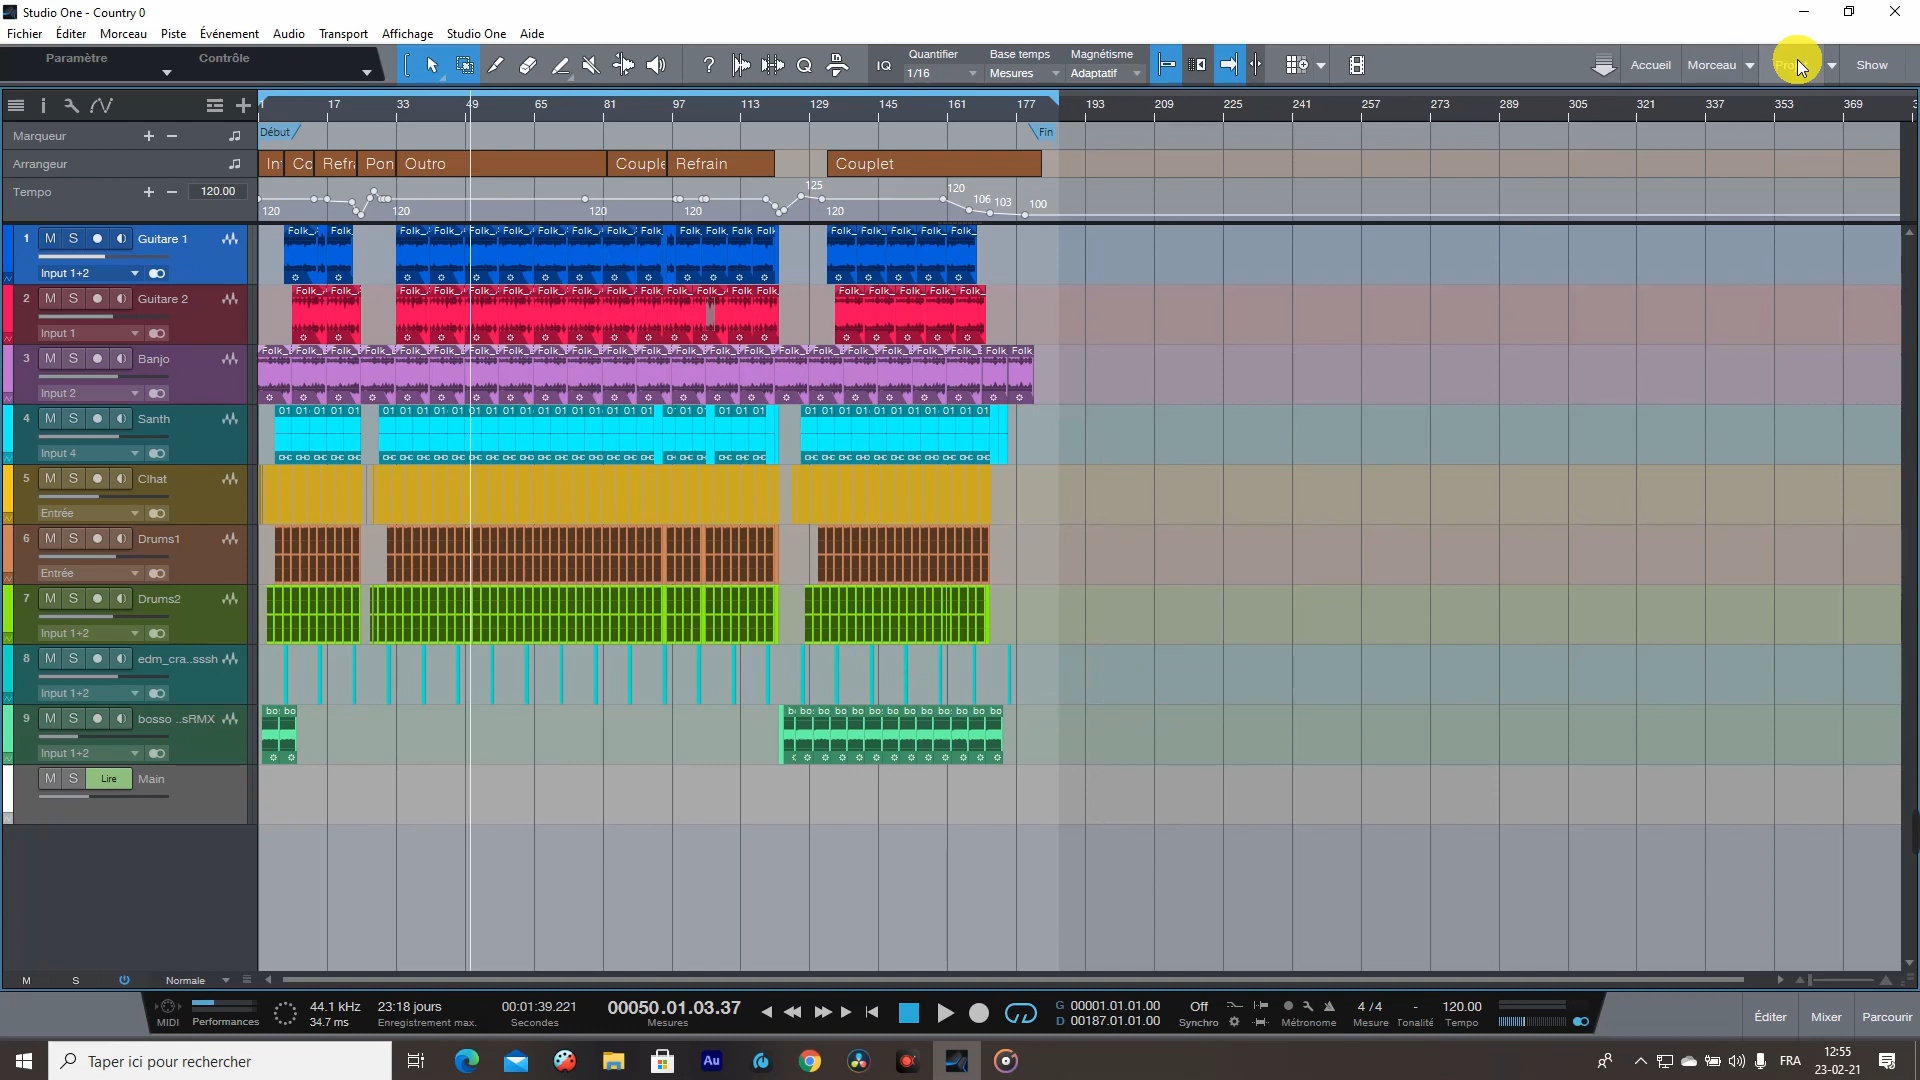 Studio One - Country 0
Fichier Éditer Morceau Piste Événement Audio Transport Affichage Studio One Aide
Paramètre Contrôle
IQ Quantifier Base temps Magnétisme
1/16 Mesures Adaptatif
Accueil Morceau Show
17 33 49 65 81 97 113 129 145 161 177 193 209 225 241 257 273 289 305 321 337 353 369
Marqueur Début Fin
Arrangeur Int Co Refr Pon Outro Couple Refrain Couplet
Tempo 120.00
125 120 106 103 100
120 120 120 120 120
1 M S Guitare 1
Input 1+2
2 M S Guitare 2
Input 1
3 M S Banjo
Input 2
4 M S Santh
Input 4
5 M S Clhat
Entrée
6 M S Drums1
Entrée
7 M S Drums2
Input 1+2
8 M S edm_cra..sssh
Input 1+2
9 M S bosso ..sRMX
Input 1+2
M S Lire Main
M S Normale
MIDI Performances 44.1 kHz 34.7 ms
23:18 jours Enregistrement max.
00:01:39.221 Secondes
00050.01.03.37 Mesures
G 00001.01.01.00
D 00187.01.01.00
Off Synchro
Métronome
4 / 4 Mesure
- Tonalité
120.00 Tempo
Éditer Mixer Parcourir
Taper ici pour rechercher
Au
FRA
12:55
23-02-21